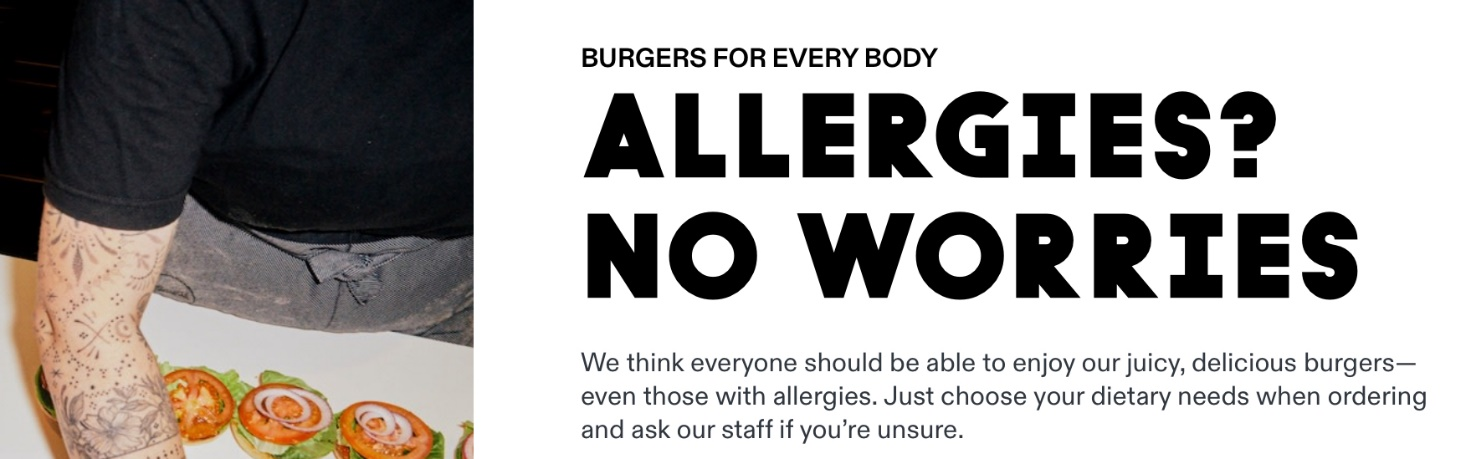 BURGERS FOR EVERY BODY
ALLERGIES?
NO WORRIES
We think everyone should be able to enjoy our juicy, delicious burgers—
even those with allergies. Just choose your dietary needs when ordering
and ask our staff if you’re unsure.